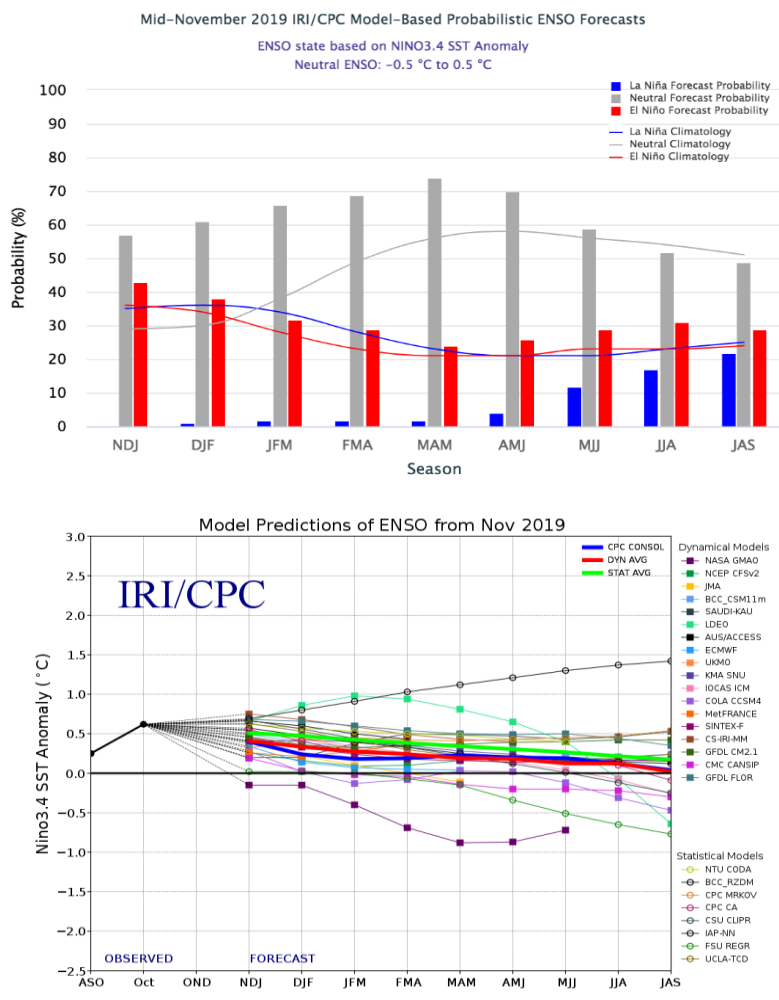 Mid-November 2019 IRI/CPC Model-Based Probabilistic ENSO Forecasts
ENSO state based on NINO3.4 SST Anomaly
Neutral ENSO: -0.5 °C to 0.5 °C
La Niña Forecast Probability
Neutral Forecast Probability
El Niño Forecast Probability
La Niña Climatology
Neutral Climatology
El Niño Climatology
Probability (%)
100
90
80
70
60
50
40
30
20
10
0
NDJ DJF JFM FMA MAM AMJ MJJ JJA JAS
Season
Model Predictions of ENSO from Nov 2019
IRI/CPC
CPC CONSOL
DYN AVG
STAT AVG
Nino3.4 SST Anomaly (°C)
3.0
2.5
2.0
1.5
1.0
0.5
0.0
−0.5
−1.0
−1.5
−2.0
−2.5
OBSERVED FORECAST
ASO Oct OND NDJ DJF JFM FMA MAM AMJ MJJ JJA JAS
Dynamical Models
NASA GMAO
NCEP CFSv2
JMA
BCC_CSM11m
SAUDI-KAU
LDEO
AUS/ACCESS
ECMWF
UKMO
KMA SNU
IOCAS ICM
COLA CCSM4
MetFRANCE
SINTEX-F
CS-IRI-MM
GFDL CM2.1
CMC CANSIP
GFDL FLOR
Statistical Models
NTU CODA
BCC_RZDM
CPC MRKOV
CPC CA
CSU CLIPR
IAP-NN
FSU REGR
UCLA-TCD